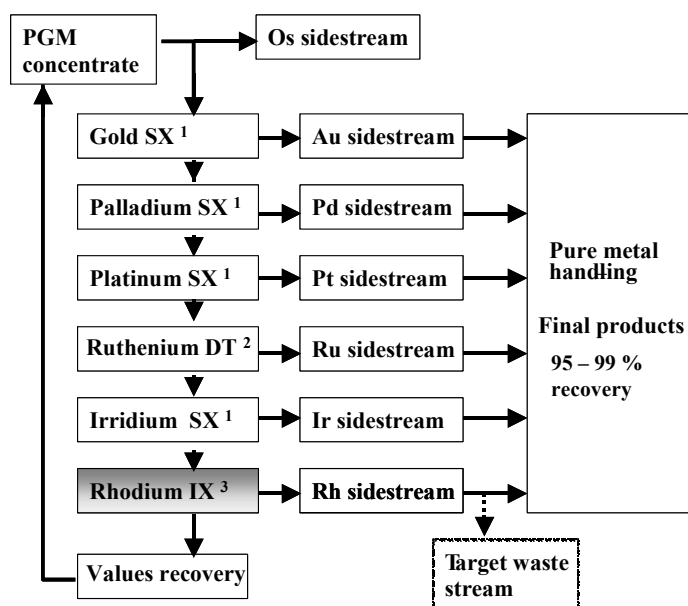 PGM
concentrate
Os sidestream
Gold SX ¹
Au sidestream
Palladium SX ¹
Pd sidestream
Platinum SX ¹
Pt sidestream
Ruthenium DT ²
Ru sidestream
Irridium SX ¹
Ir sidestream
Rhodium IX ³
Rh sidestream
Values recovery
Pure metal
handling
Final products
95 – 99 %
recovery
Target waste
stream